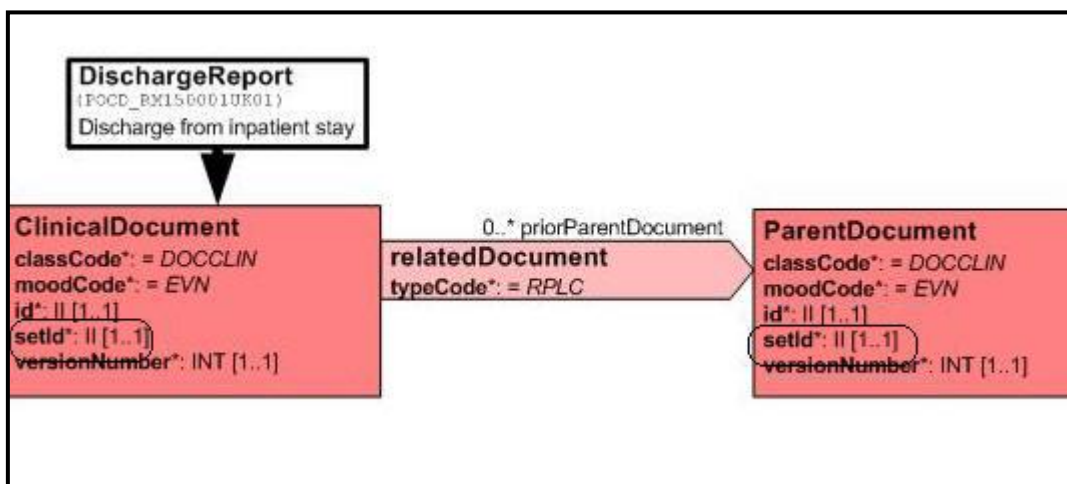 DischargeReport
(POCD_RM150001UK01)
Discharge from inpatient stay
ClinicalDocument
classCode*: = DOCCLIN
moodCode*: = EVN
id*: II [1..1]
setId*: II [1..1]
versionNumber*: INT [1..1]
0..* priorParentDocument
relatedDocument
typeCode*: = RPLC
ParentDocument
classCode*: = DOCCLIN
moodCode*: = EVN
id*: II [1..1]
setId*: II [1..1]
versionNumber*: INT [1..1]